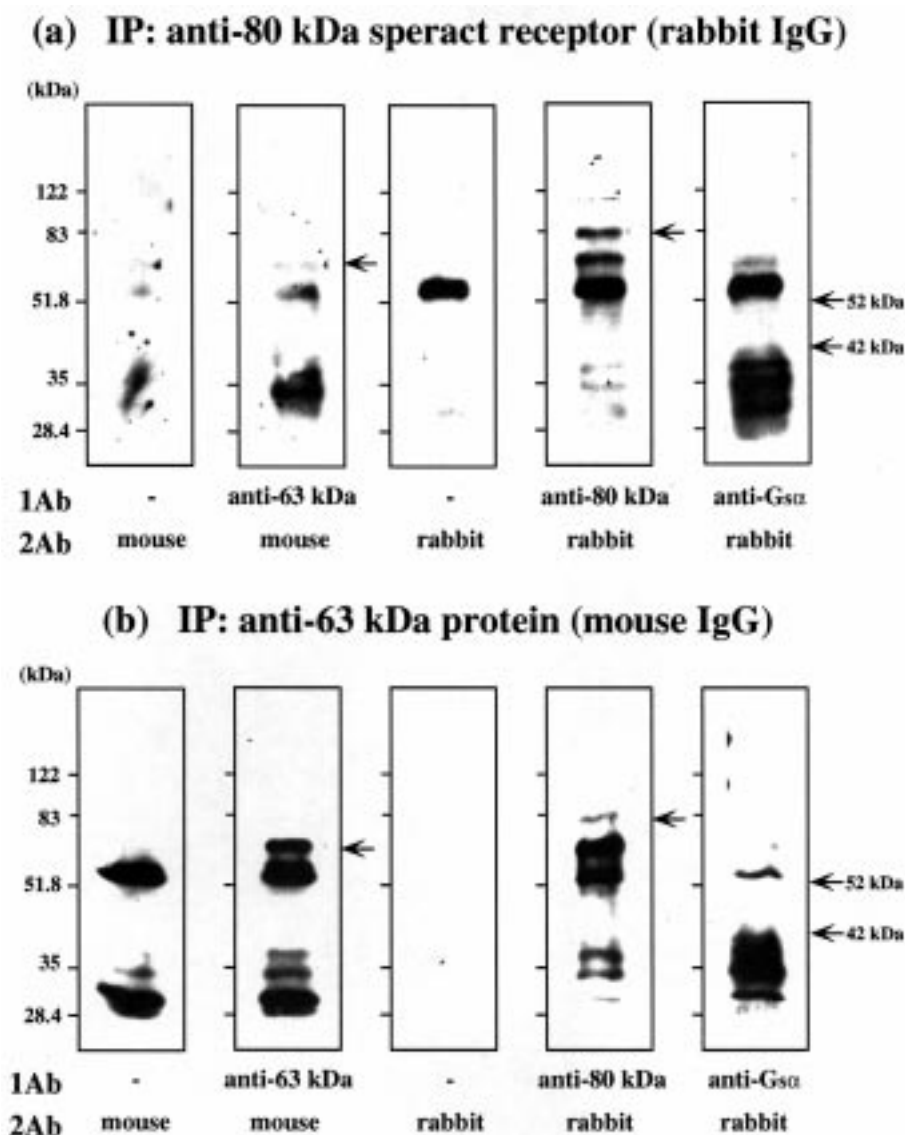 (a) IP: anti-80 kDa speract receptor (rabbit IgG)
(kDa)
122
83
51.8
35
28.4
52 kDa
42 kDa
1Ab - anti-63 kDa - anti-80 kDa anti-Gsα
2Ab mouse mouse rabbit rabbit rabbit
(b) IP: anti-63 kDa protein (mouse IgG)
(kDa)
122
83
51.8
35
28.4
52 kDa
42 kDa
1Ab - anti-63 kDa - anti-80 kDa anti-Gsα
2Ab mouse mouse rabbit rabbit rabbit